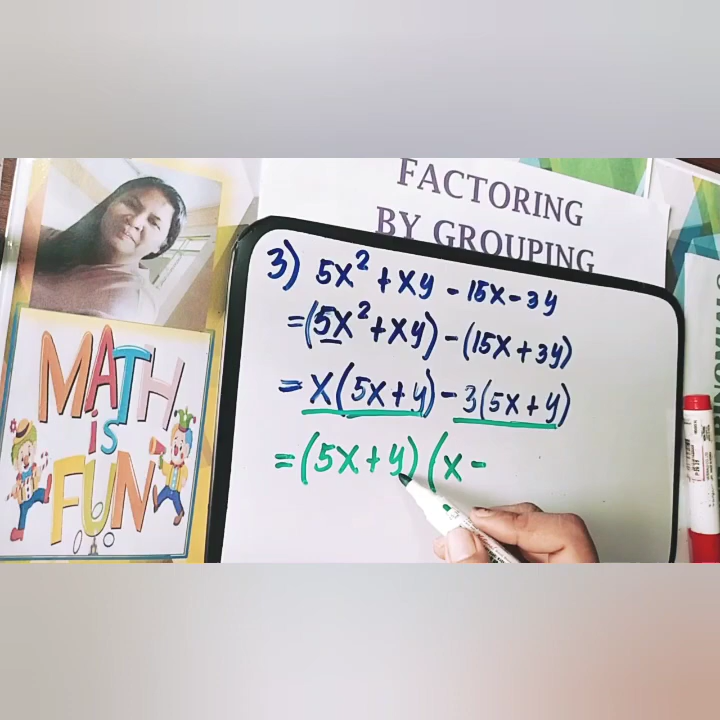 FACTORING
BY GROUPING
3) 5x² + xy - 15x - 3y
= (5x² + xy) - (15x + 3y)
= x(5x + y) - 3(5x + y)
= (5x + y) (x -
MATH
is
FUN